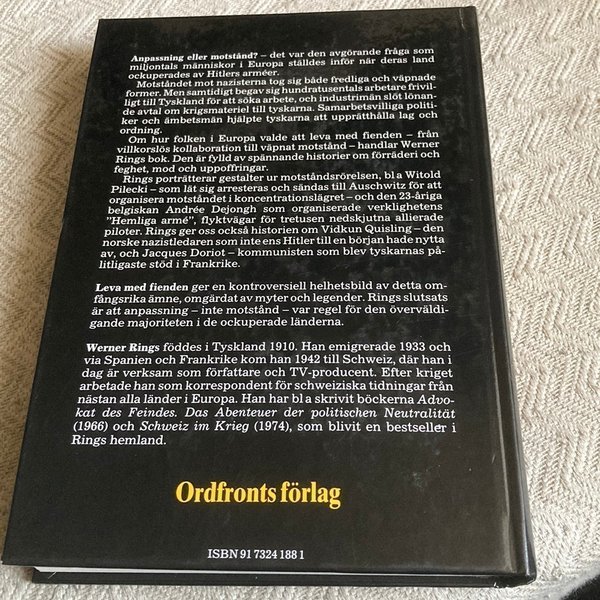 Anpassning eller motstånd? – det var den avgörande fråga som
miljontals människor i Europa ställdes inför när deras land
ockuperades av Hitlers arméer.
Motståndet mot nazisterna tog sig både fredliga och väpnade
former. Men samtidigt begav sig hundratusentals arbetare frivil-
ligt till Tyskland för att söka arbete, och industrimän slöt lönan-
de avtal om krigsmateriel till tyskarna. Samarbetsvilliga politi-
ker och ämbetsmän hjälpte tyskarna att upprätthålla lag och
ordning.
Om hur folken i Europa valde att leva med fienden – från
villkorslös kollaboration till väpnat motstånd – handlar Werner
Rings bok. Den är fylld av spännande historier om förräderi och
feghet, mod och uppoffringar.
Rings porträtterar gestalter ur motståndsrörelsen, bl a Witold
Pilecki – som lät sig arresteras och sändas till Auschwitz för att
organisera motståndet i koncentrationslägret – och den 23-åriga
belgiskan Andrée Dejongh som organiserade verklighetens
"Hemliga armé", flyktvägar för tretusen nedskjutna allierade
piloter. Rings ger oss också historien om Vidkun Quisling – den
norske nazistledaren som inte ens Hitler till en början hade nytta
av, och Jacques Doriot – kommunisten som blev tyskarnas på-
litligaste stöd i Frankrike.
Leva med fienden ger en kontroversiell helhetsbild av detta om-
fångsrika ämne, omgärdat av myter och legender. Rings slutsats
är att anpassning – inte motstånd – var regel för den överväldi-
gande majoriteten i de ockuperade länderna.
Werner Rings föddes i Tyskland 1910. Han emigrerade 1933 och
via Spanien och Frankrike kom han 1942 till Schweiz, där han i
dag är verksam som författare och TV-producent. Efter kriget
arbetade han som korrespondent för schweiziska tidningar från
nästan alla länder i Europa. Han har bl a skrivit böckerna Advo-
kat des Feindes. Das Abenteuer der politischen Neutralität
(1966) och Schweiz im Krieg (1974), som blivit en bestseller i
Rings hemland.
Ordfronts förlag
ISBN 91 7324 188 1